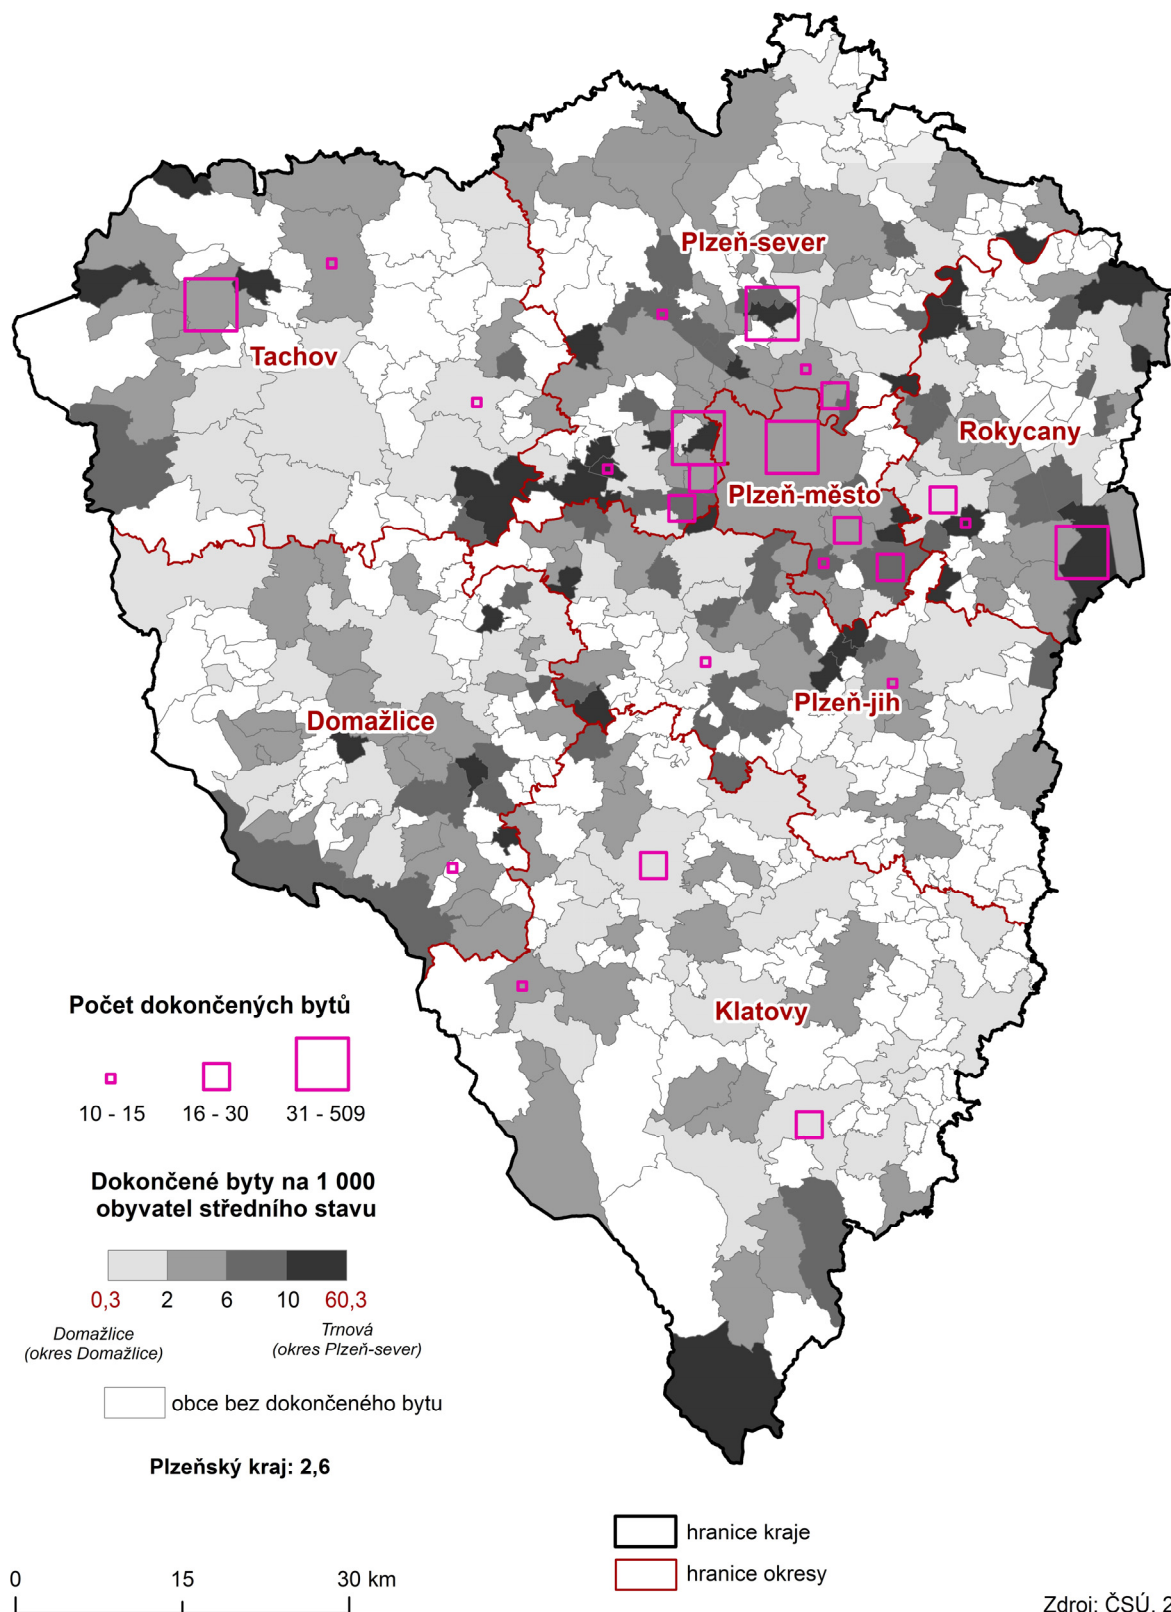 Plzeň-sever
Tachov
Rokycany
Plzeň-město
Plzeň-jih
Domažlice
Klatovy
Počet dokončených bytů
10 - 15
16 - 30
31 - 509
Dokončené byty na 1 000
obyvatel středního stavu
0,3 2 6 10 60,3
Domažlice
(okres Domažlice)
Trnová
(okres Plzeň-sever)
obce bez dokončeného bytu
Plzeňský kraj: 2,6
hranice kraje
hranice okresy
0 15 30 km
Zdroj: ČSÚ, 2